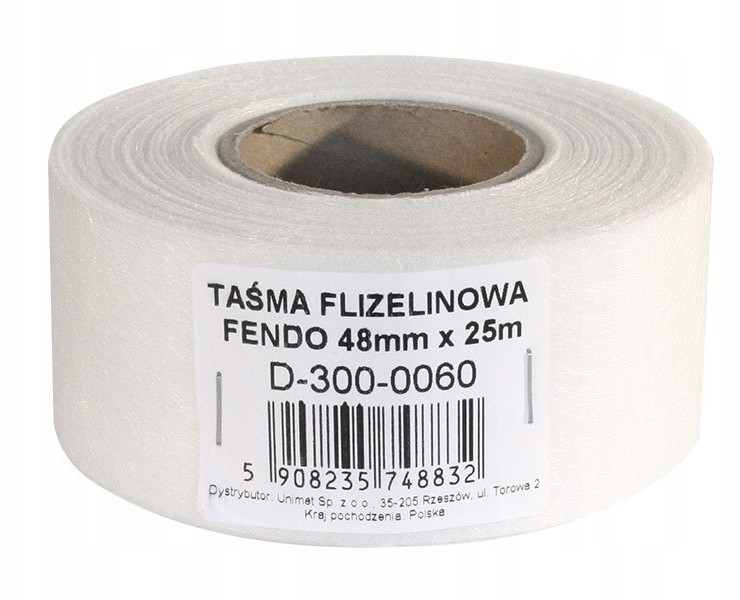 TAŚMA FLIZELINOWA
FENDO 48mm x 25m
D-300-0060
5 908235 748832
Dystrybutor: Unimet Sp. z o.o., 35-205 Rzeszów, ul. Torowa 2
Kraj pochodzenia: Polska